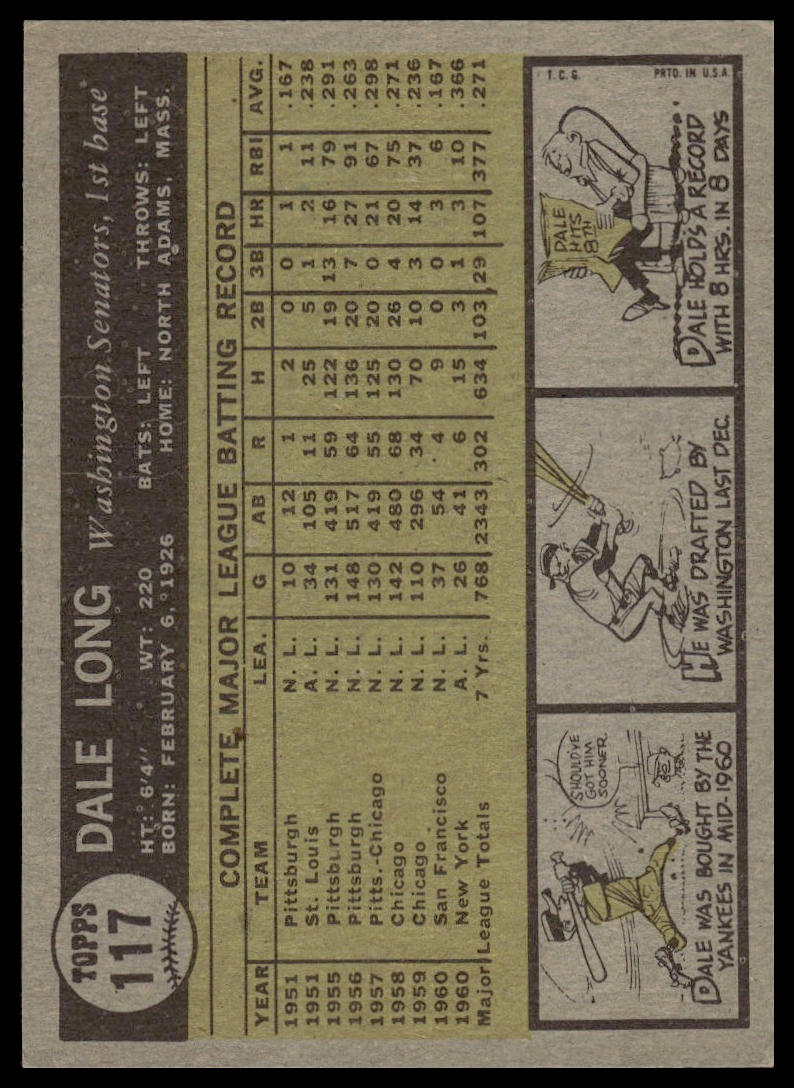 TOPPS
117
DALE LONG Washington Senators, 1st base
HT: 6'4" WT: 220 BATS: LEFT THROWS: LEFT
BORN: FEBRUARY 6, 1926 HOME: NORTH ADAMS, MASS.
COMPLETE MAJOR LEAGUE BATTING RECORD
YEAR TEAM LEA. G AB R H 2B 3B HR RBI AVG.
1951 Pittsburgh N. L. 10 12 1 2 0 0 1 1 .167
1951 St. Louis A. L. 34 105 11 25 5 1 2 11 .238
1955 Pittsburgh N. L. 131 419 59 122 19 13 16 79 .291
1956 Pittsburgh N. L. 148 517 64 136 20 7 27 91 .263
1957 Pitts.-Chicago N. L. 130 419 55 125 20 0 21 67 .298
1958 Chicago N. L. 142 480 68 130 26 4 20 75 .271
1959 Chicago N. L. 110 296 34 70 10 3 14 37 .236
1960 San Francisco N. L. 37 54 4 9 0 0 3 6 .167
1960 New York A. L. 26 41 6 15 3 1 3 10 .366
Major League Totals 7 Yrs. 768 2343 302 634 103 29 107 377 .271
SHOULD'VE
GOT HIM
SOONER
DALE WAS BOUGHT BY THE
YANKEES IN MID-1960
HE WAS DRAFTED BY
WASHINGTON LAST DEC.
T.C.G. PRTD. IN U.S.A.
DALE
HITS
8TH
DALE HOLDS A RECORD
WITH 8 HRS. IN 8 DAYS